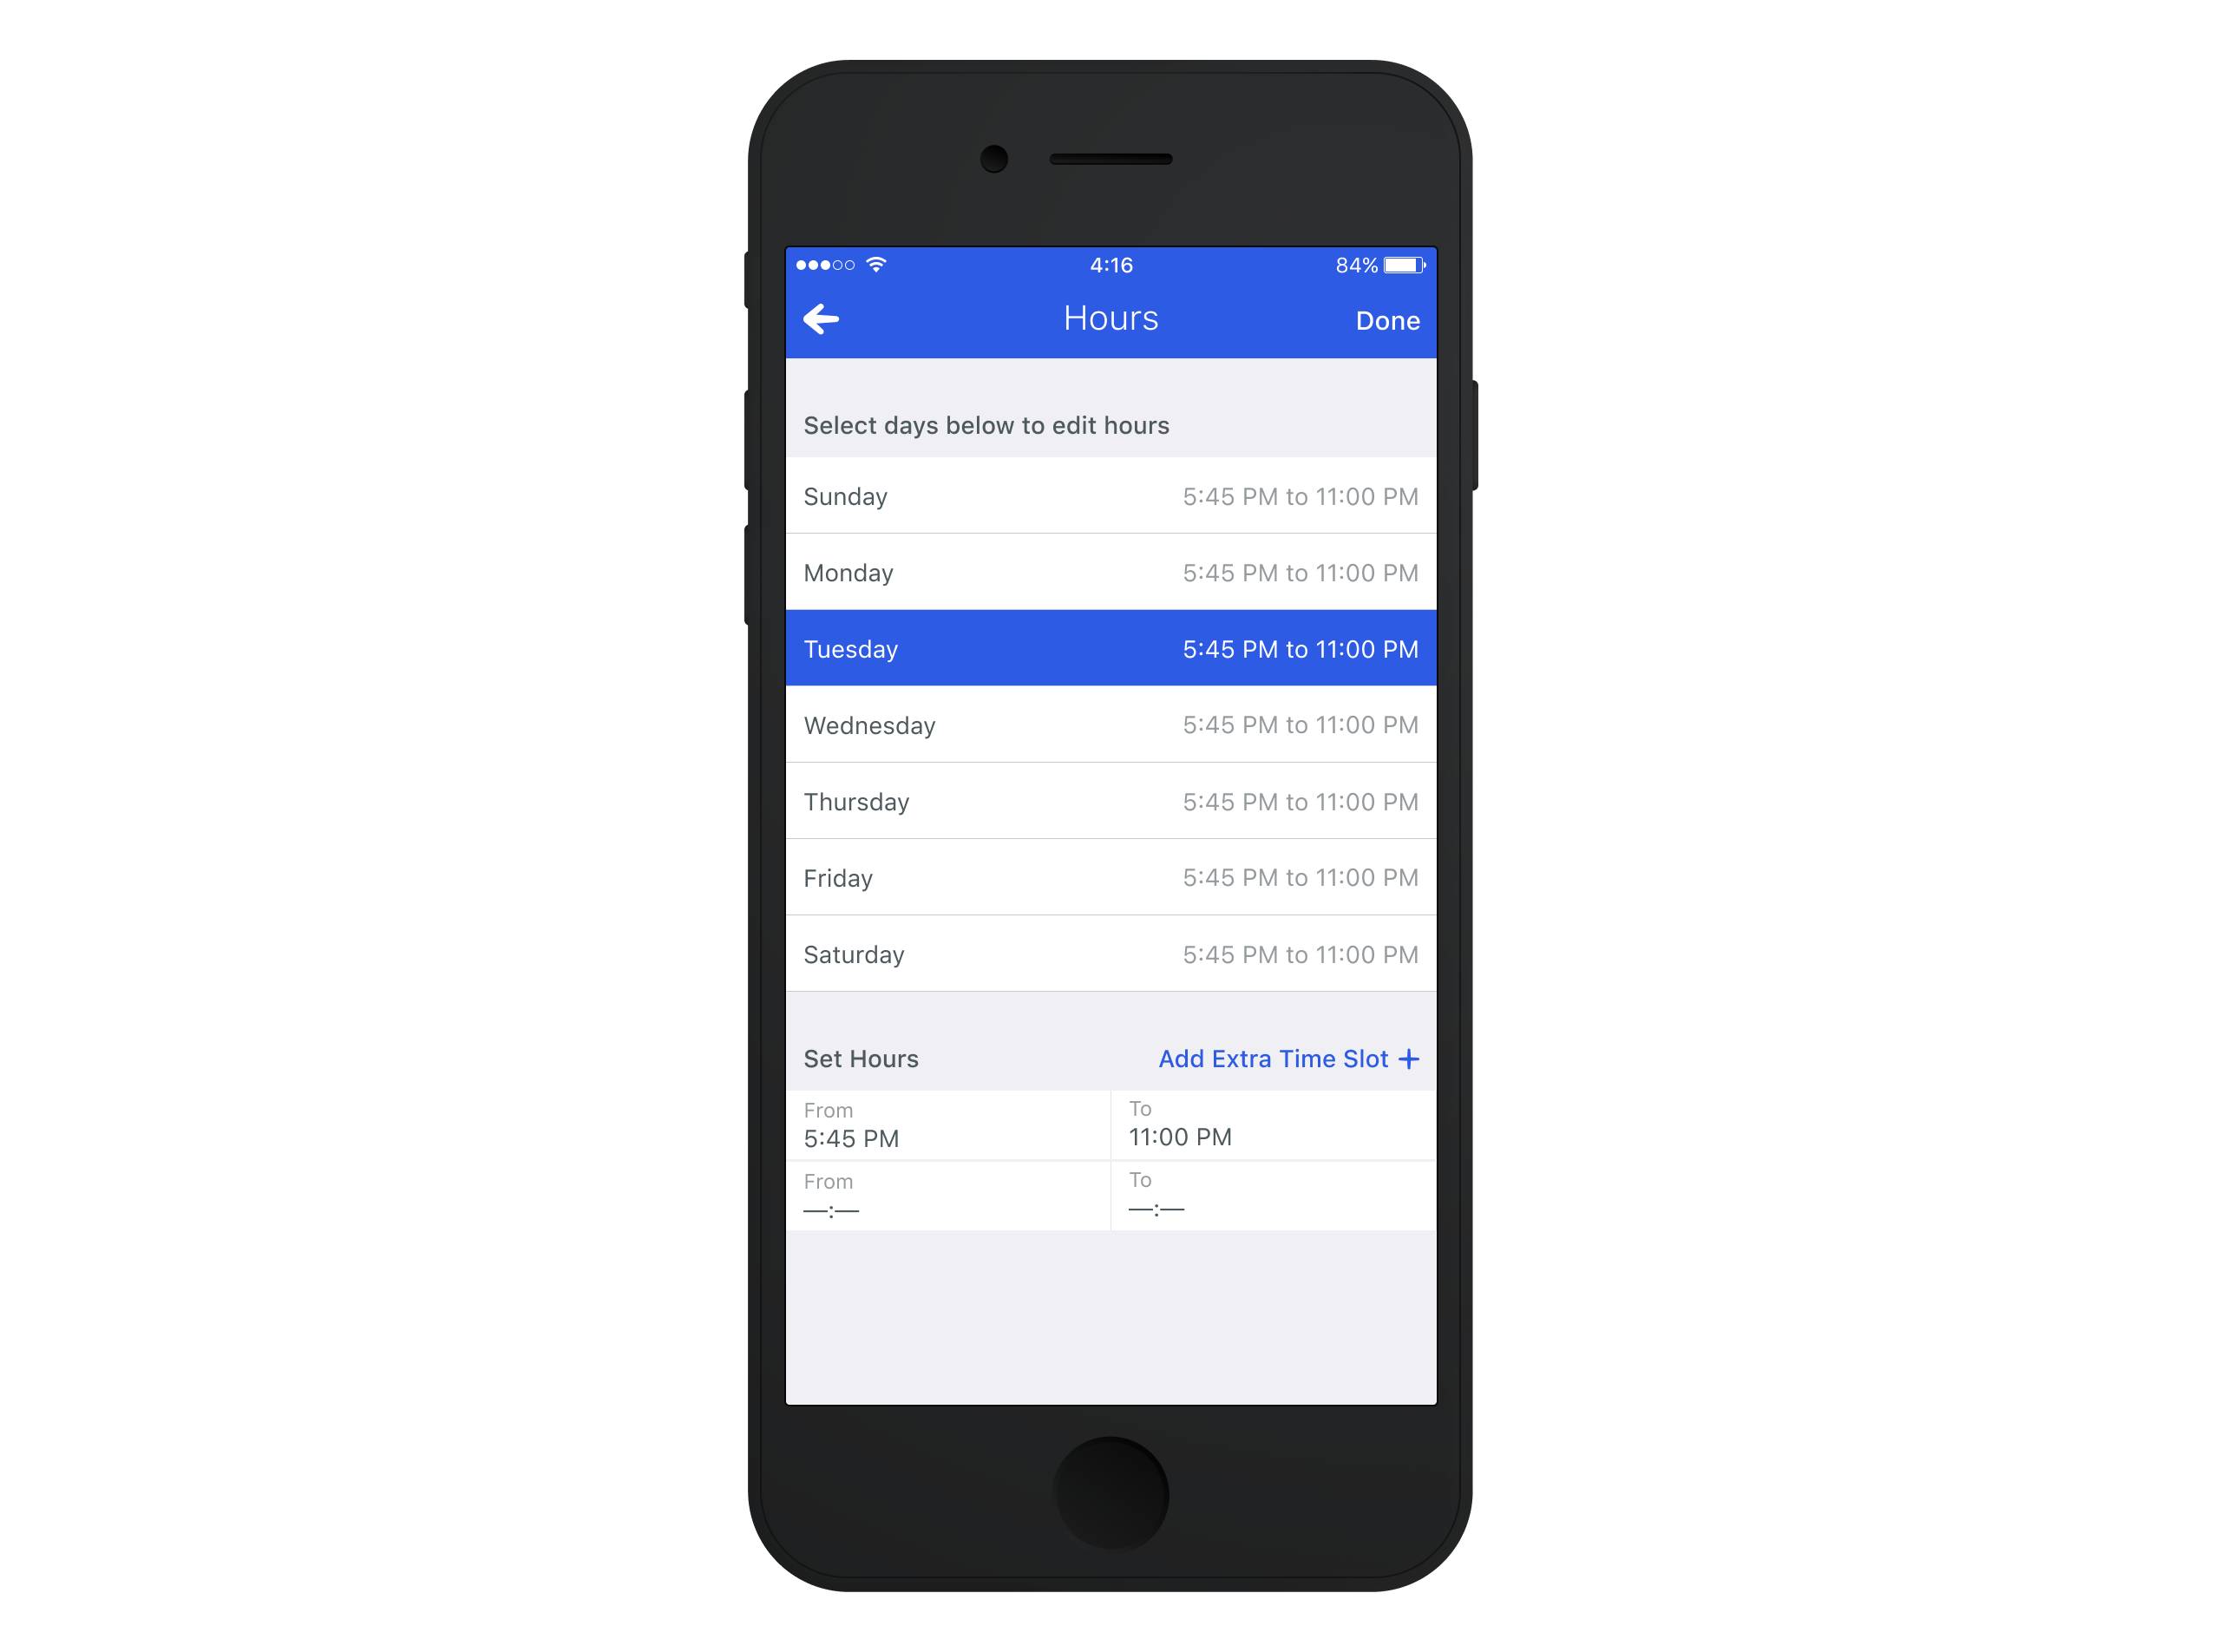 4:16 84%
Hours Done
Select days below to edit hours
Sunday 5:45 PM to 11:00 PM
Monday 5:45 PM to 11:00 PM
Tuesday 5:45 PM to 11:00 PM
Wednesday 5:45 PM to 11:00 PM
Thursday 5:45 PM to 11:00 PM
Friday 5:45 PM to 11:00 PM
Saturday 5:45 PM to 11:00 PM
Set Hours Add Extra Time Slot +
From To
5:45 PM 11:00 PM
From To
—:— —:—